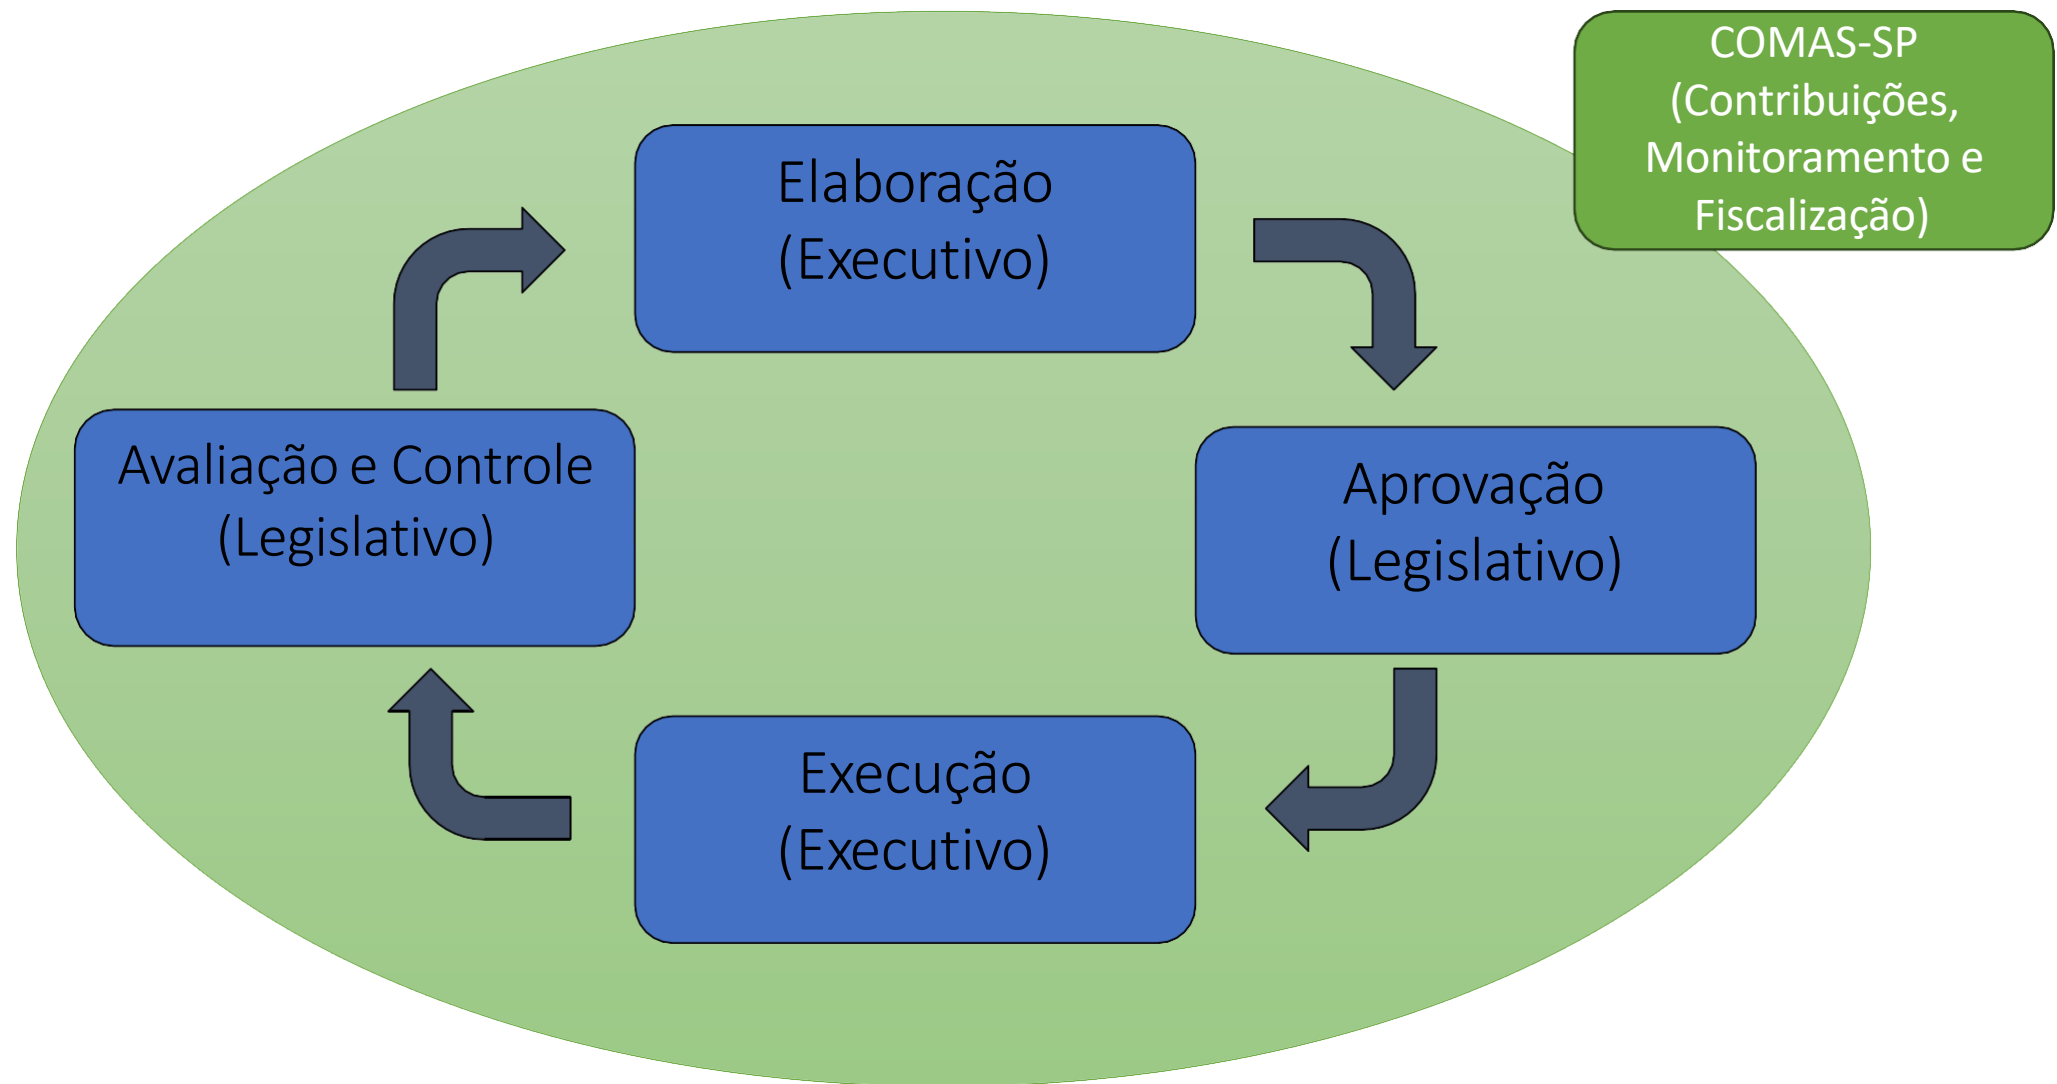 COMAS-SP
(Contribuições,
Monitoramento e
Fiscalização)
Elaboração
(Executivo)
Avaliação e Controle
(Legislativo)
Aprovação
(Legislativo)
Execução
(Executivo)